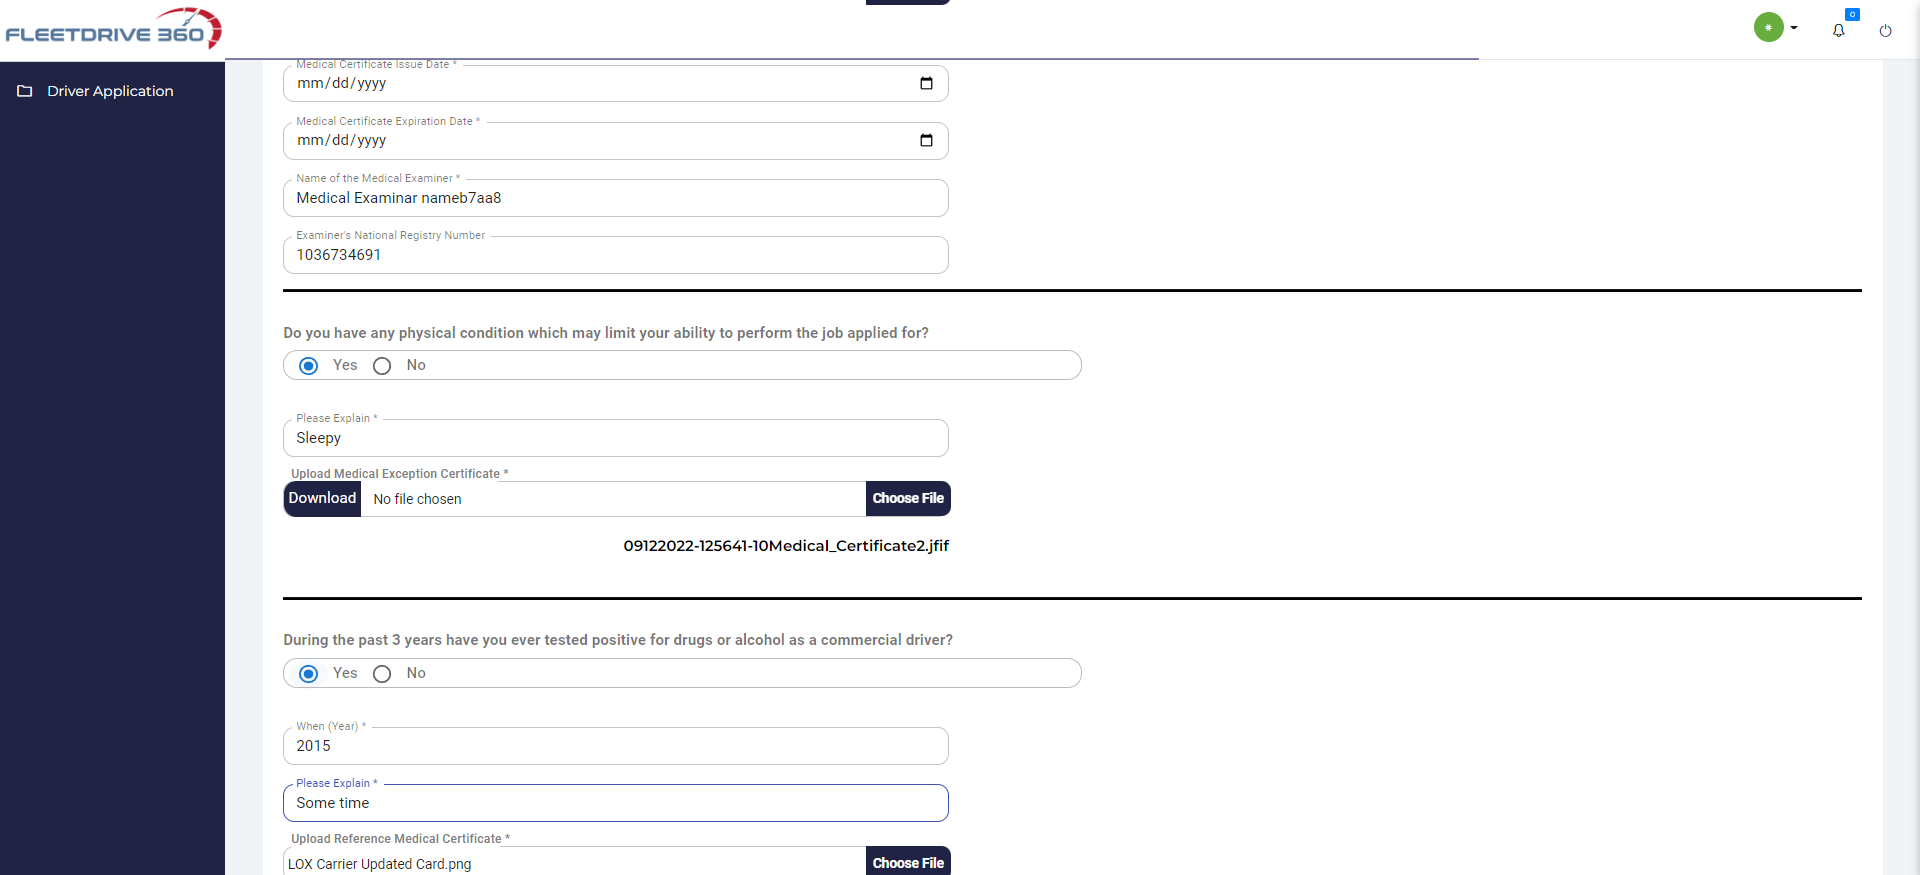 FLEETDRIVE 360
0
Driver Application
Medical Certificate Issue Date *
mm/dd/yyyy
Medical Certificate Expiration Date *
mm/dd/yyyy
Name of the Medical Examiner *
Medical Examinar nameb7aa8
Examiner's National Registry Number
1036734691
Do you have any physical condition which may limit your ability to perform the job applied for?
Yes No
Please Explain *
Sleepy
Upload Medical Exception Certificate *
Download No file chosen Choose File
09122022-125641-10Medical_Certificate2.jfif
During the past 3 years have you ever tested positive for drugs or alcohol as a commercial driver?
Yes No
When (Year) *
2015
Please Explain *
Some time
Upload Reference Medical Certificate *
LOX Carrier Updated Card.png Choose File